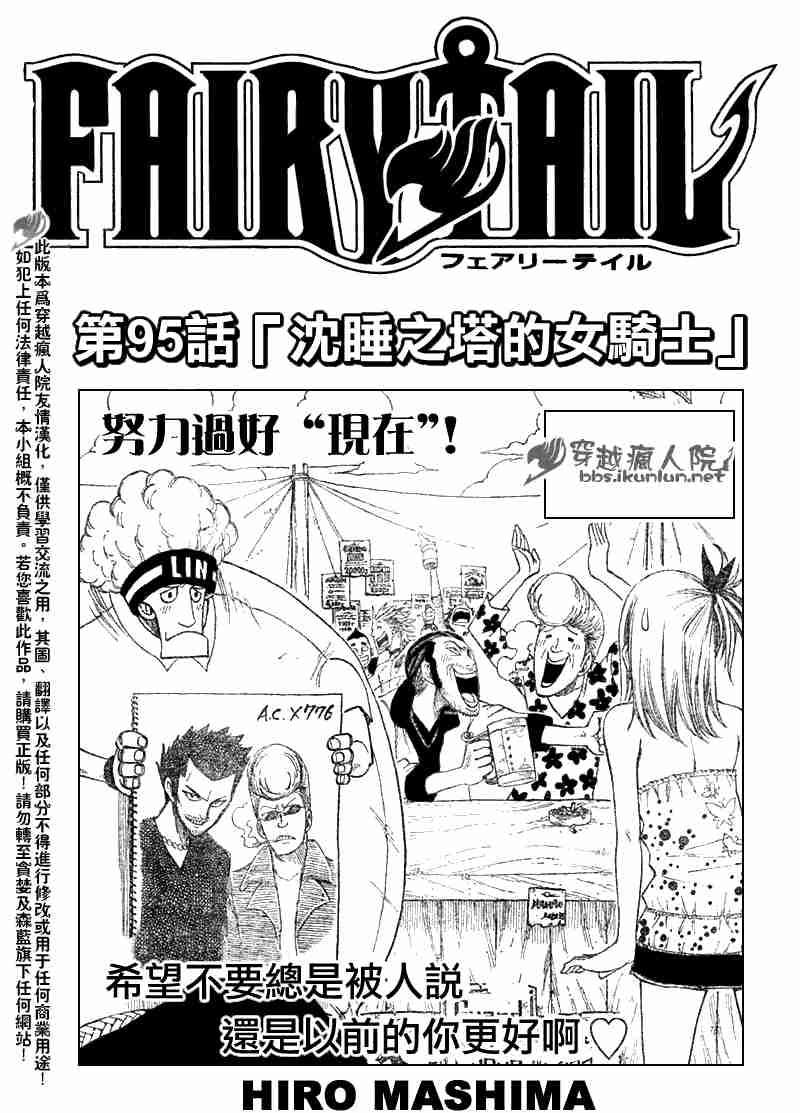 FAIRY TAIL
フェアリーテイル
第95話「沈睡之塔的女騎士」
努力過好“現在”!
穿越瘋人院
bbs.ikunlun.net
LIN
A.C. X776
希望不要總是被人説
還是以前的你更好啊♡
HIRO MASHIMA
此版本爲穿越瘋人院友情漢化，僅供學習交流之用，其圖、翻譯以及任何部分不得進行修改或用于任何商業用途！
如犯上任何法律責任，本小組概不負責。若您喜歡此作品，請購買正版！請勿轉至貪婪及森藍旗下任何網站！